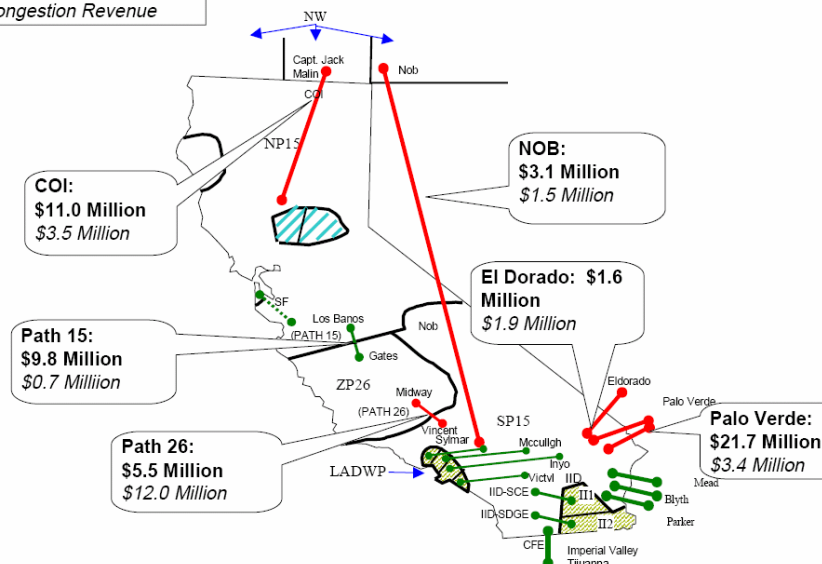 ongestion Revenue
NW
Capt. Jack
Malin
Nob
COI
NP15
NOB:
$3.1 Million
$1.5 Million
COI:
$11.0 Million
$3.5 Million
El Dorado: $1.6
Million
$1.9 Million
SF
Los Banos
(PATH 15)
Nob
Path 15:
$9.8 Million
$0.7 Milliion
Gates
ZP26
Midway
(PATH 26)
Eldorado
Palo Verde
SP15
Vincent
Sylmar
Mccullgh
Palo Verde:
$21.7 Million
$3.4 Million
Path 26:
$5.5 Million
$12.0 Million
LADWP
Inyo
Victvl
IID
Mead
IID-SCE
II1
Blyth
IID-SDGE
II2
Parker
CFE
Imperial Valley
Tijuanna